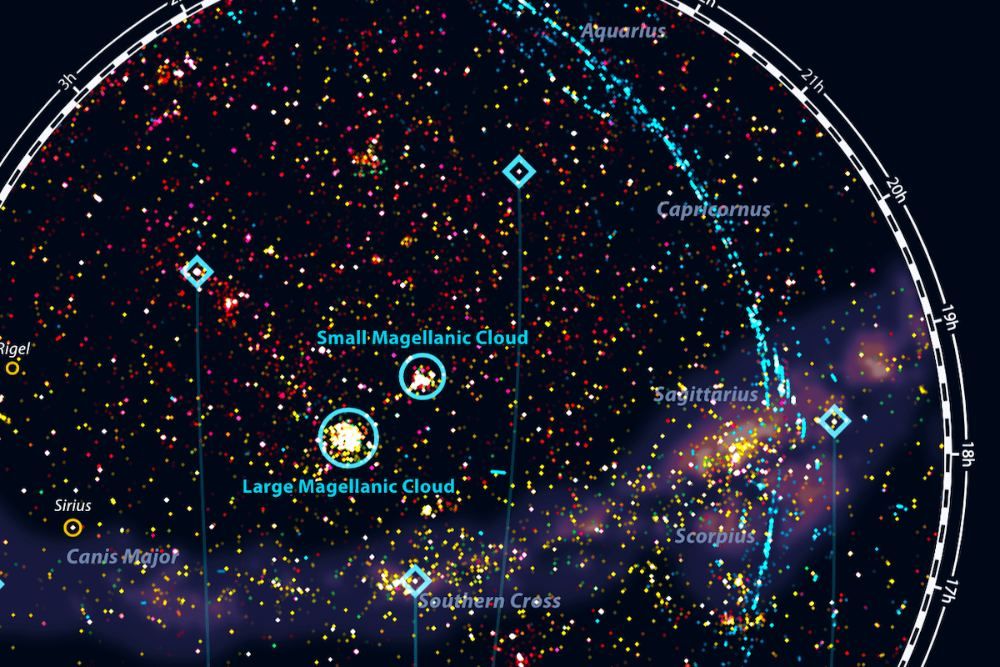 Aquarius
21h
3h
20h
Capricornus
19h
Small Magellanic Cloud
Rigel
Sagittarius
18h
Large Magellanic Cloud
Sirius
Scorpius
Canis Major
17h
Southern Cross